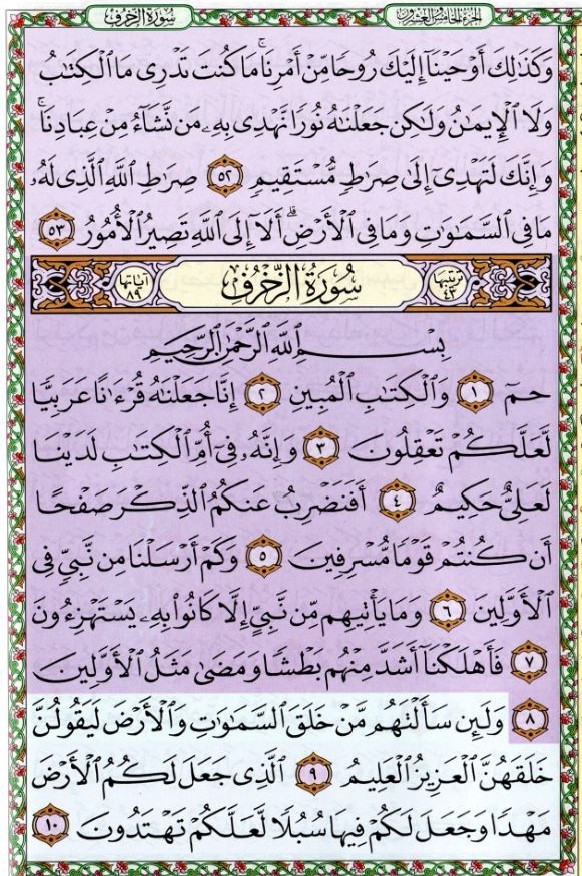 الجزء الخامس والعشرون
سُورَةُ الزُّخْرُفِ
وَكَذَٰلِكَ أَوْحَيْنَآ إِلَيْكَ رُوحًا مِّنْ أَمْرِنَا ۚ مَا كُنتَ تَدْرِى مَا ٱلْكِتَٰبُ
وَلَا ٱلْإِيمَٰنُ وَلَٰكِن جَعَلْنَٰهُ نُورًا نَّهْدِى بِهِۦ مَن نَّشَآءُ مِنْ عِبَادِنَا ۚ
وَإِنَّكَ لَتَهْدِىٓ إِلَىٰ صِرَٰطٍ مُّسْتَقِيمٍ ٥٢ صِرَٰطِ ٱللَّهِ ٱلَّذِى لَهُۥ
مَا فِى ٱلسَّمَٰوَٰتِ وَمَا فِى ٱلْأَرْضِ ۗ أَلَآ إِلَى ٱللَّهِ تَصِيرُ ٱلْأُمُورُ ٥٣
ترتيبها ٤٣ سُورَةُ الزُّخْرُفِ آياتها ٨٩
بِسْمِ ٱللَّهِ ٱلرَّحْمَٰنِ ٱلرَّحِيمِ
حمٓ ١ وَٱلْكِتَٰبِ ٱلْمُبِينِ ٢ إِنَّا جَعَلْنَٰهُ قُرْءَٰنًا عَرَبِيًّا
لَّعَلَّكُمْ تَعْقِلُونَ ٣ وَإِنَّهُۥ فِىٓ أُمِّ ٱلْكِتَٰبِ لَدَيْنَا
لَعَلِىٌّ حَكِيمٌ ٤ أَفَنَضْرِبُ عَنكُمُ ٱلذِّكْرَ صَفْحًا
أَن كُنتُمْ قَوْمًا مُّسْرِفِينَ ٥ وَكَمْ أَرْسَلْنَا مِن نَّبِىٍّ فِى
ٱلْأَوَّلِينَ ٦ وَمَا يَأْتِيهِم مِّن نَّبِىٍّ إِلَّا كَانُوا۟ بِهِۦ يَسْتَهْزِءُونَ
٧ فَأَهْلَكْنَآ أَشَدَّ مِنْهُم بَطْشًا وَمَضَىٰ مَثَلُ ٱلْأَوَّلِينَ
٨ وَلَئِن سَأَلْتَهُم مَّنْ خَلَقَ ٱلسَّمَٰوَٰتِ وَٱلْأَرْضَ لَيَقُولُنَّ
خَلَقَهُنَّ ٱلْعَزِيزُ ٱلْعَلِيمُ ٩ ٱلَّذِى جَعَلَ لَكُمُ ٱلْأَرْضَ
مَهْدًا وَجَعَلَ لَكُمْ فِيهَا سُبُلًا لَّعَلَّكُمْ تَهْتَدُونَ ١٠